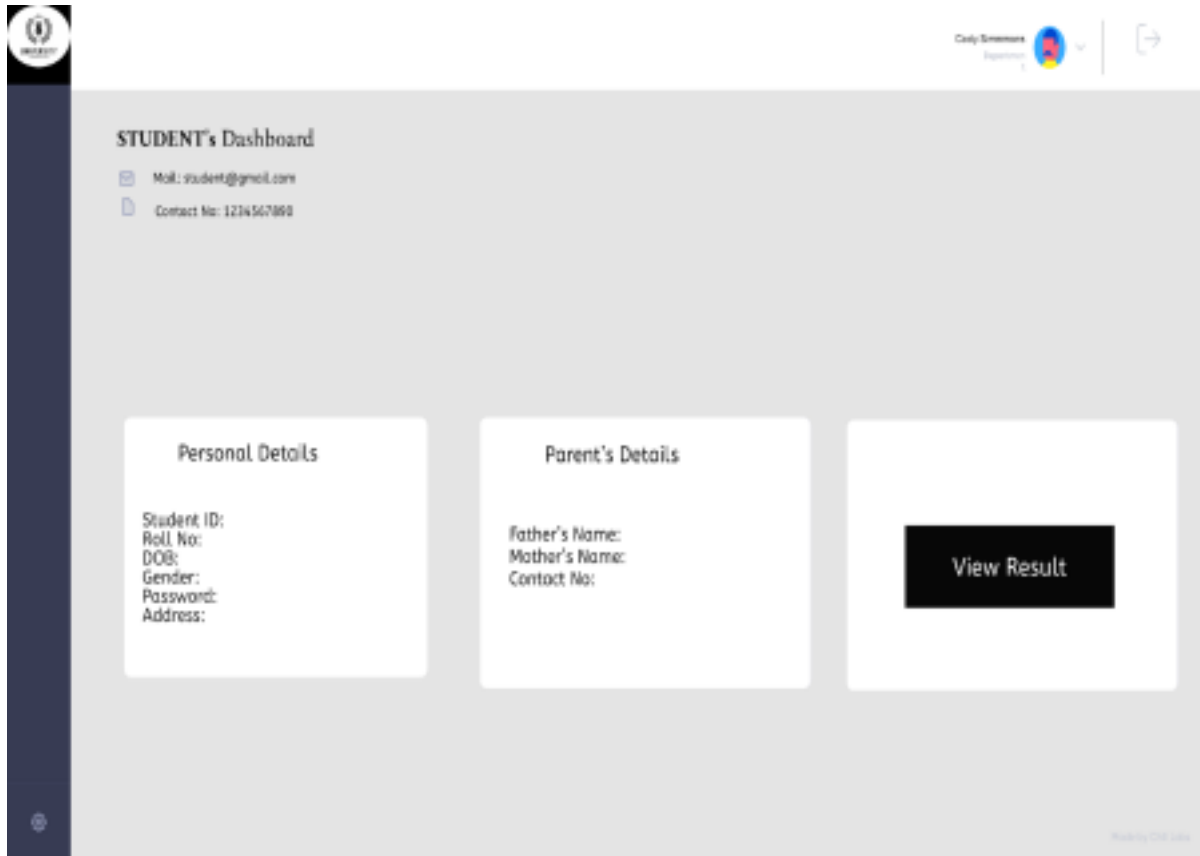 STUDENT's Dashboard
Mail: student@gmail.com
Contact No: 1234567890
Personal Details
Student ID:
Roll No:
DOB:
Gender:
Password:
Address:
Parent's Details
Father's Name:
Mother's Name:
Contact No:
View Result